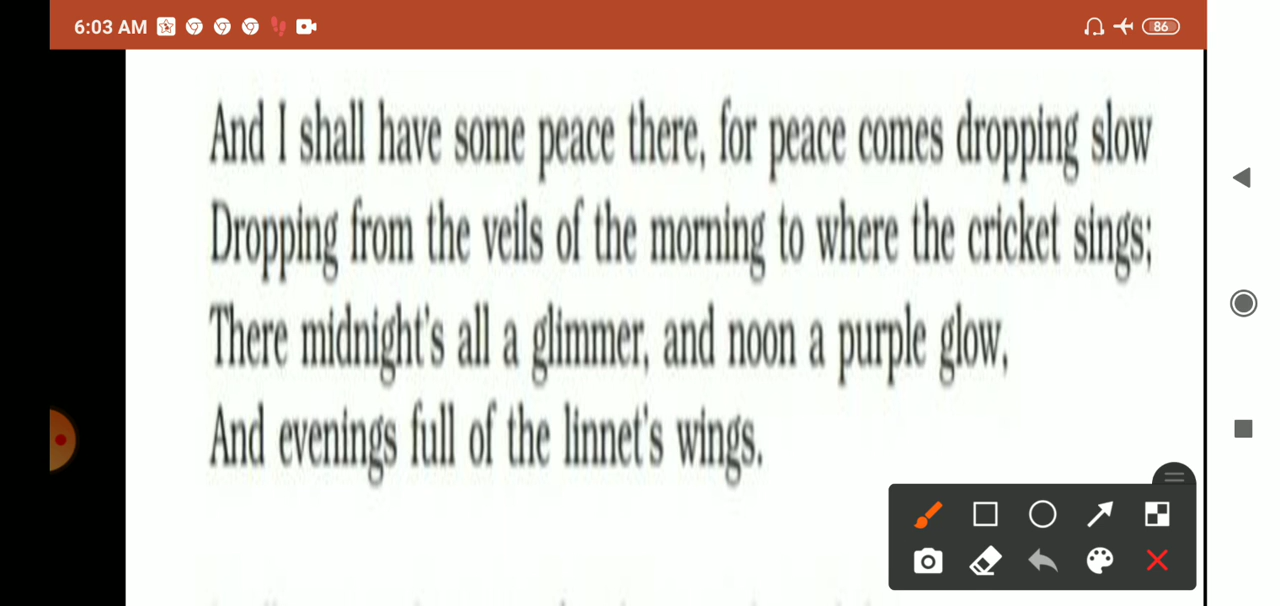 6:03 AM
86
And I shall have some peace there, for peace comes dropping slow
Dropping from the veils of the morning to where the cricket sings;
There midnight's all a glimmer, and noon a purple glow,
And evenings full of the linnet's wings.